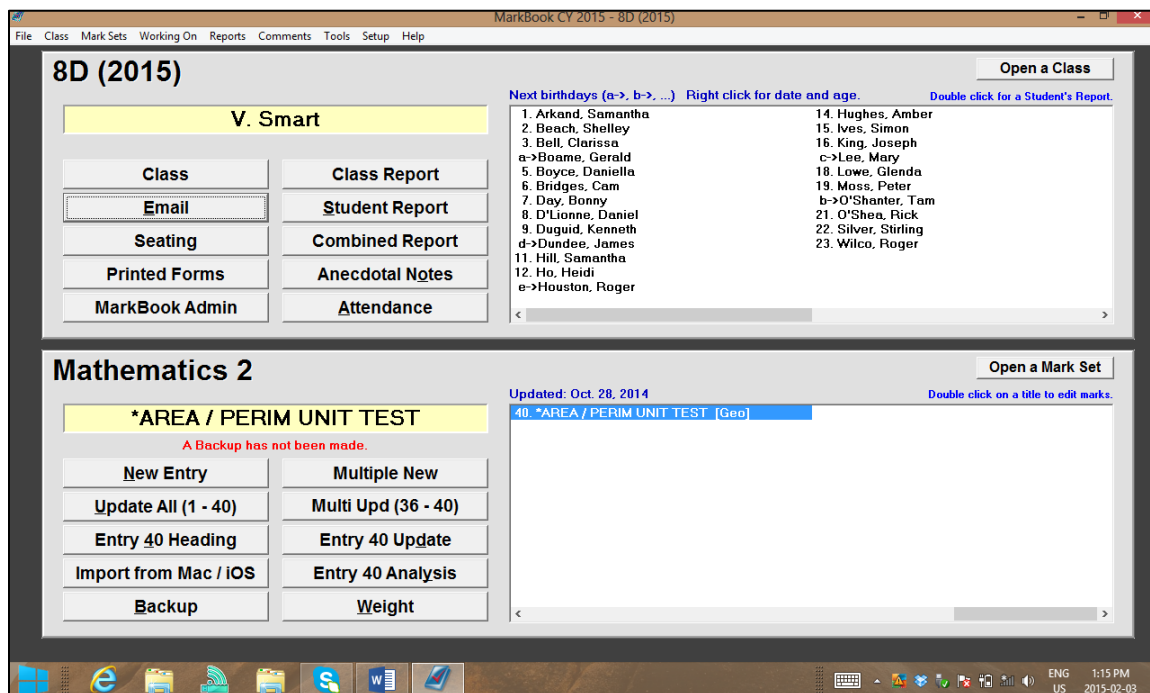 MarkBook CY 2015 - 8D (2015)
File Class Mark Sets Working On Reports Comments Tools Setup Help
8D (2015)
Open a Class
Next birthdays (a->, b->, ...) Right click for date and age. Double click for a Student's Report.
V. Smart
1. Arkand, Samantha
2. Beach, Shelley
3. Bell, Clarissa
a->Boame, Gerald
5. Boyce, Daniella
6. Bridges, Cam
7. Day, Bonny
8. D'Lionne, Daniel
9. Duguid, Kenneth
d->Dundee, James
11. Hill, Samantha
12. Ho, Heidi
e->Houston, Roger
14. Hughes, Amber
15. Ives, Simon
16. King, Joseph
c->Lee, Mary
18. Lowe, Glenda
19. Moss, Peter
b->O'Shanter, Tam
21. O'Shea, Rick
22. Silver, Stirling
23. Wilco, Roger
Class Class Report
Email Student Report
Seating Combined Report
Printed Forms Anecdotal Notes
MarkBook Admin Attendance
Mathematics 2
Open a Mark Set
Updated: Oct. 28, 2014 Double click on a title to edit marks.
*AREA / PERIM UNIT TEST
40. *AREA / PERIM UNIT TEST [Geo]
A Backup has not been made.
New Entry Multiple New
Update All (1 - 40) Multi Upd (36 - 40)
Entry 40 Heading Entry 40 Update
Import from Mac / iOS Entry 40 Analysis
Backup Weight
ENG 1:15 PM
US 2015-02-03